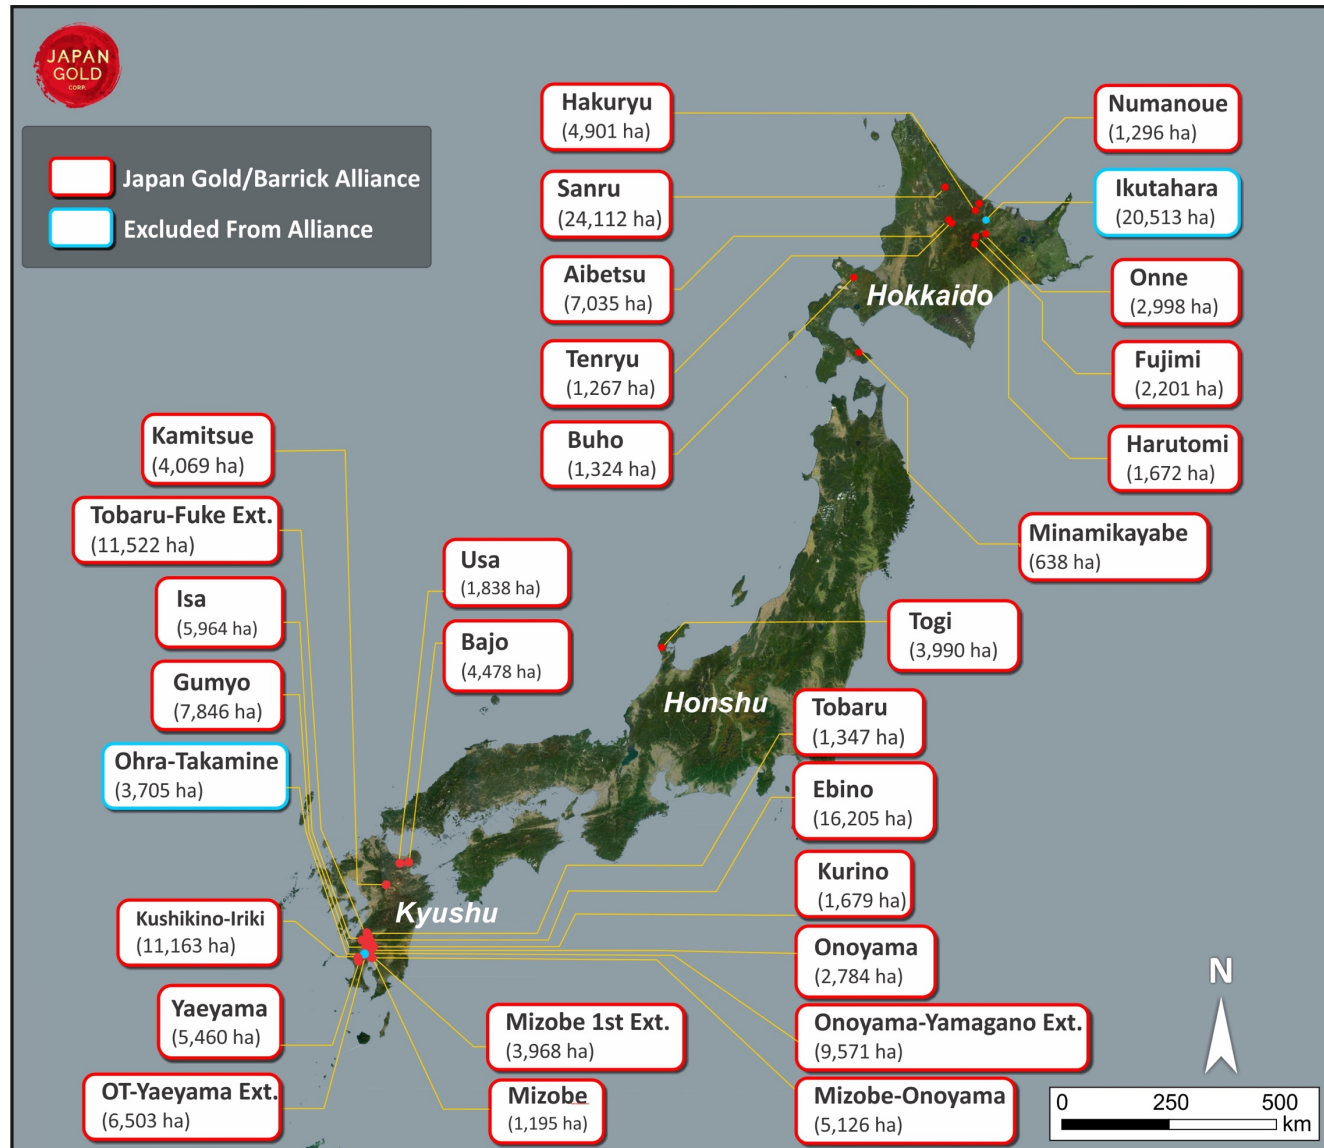 JAPAN
GOLD
CORP.
Japan Gold/Barrick Alliance
Excluded From Alliance
Hakuryu
(4,901 ha)
Sanru
(24,112 ha)
Aibetsu
(7,035 ha)
Tenryu
(1,267 ha)
Buho
(1,324 ha)
Numanoue
(1,296 ha)
Ikutahara
(20,513 ha)
Onne
(2,998 ha)
Fujimi
(2,201 ha)
Harutomi
(1,672 ha)
Minamikayabe
(638 ha)
Hokkaido
Kamitsue
(4,069 ha)
Tobaru-Fuke Ext.
(11,522 ha)
Isa
(5,964 ha)
Gumyo
(7,846 ha)
Ohra-Takamine
(3,705 ha)
Usa
(1,838 ha)
Bajo
(4,478 ha)
Togi
(3,990 ha)
Honshu
Tobaru
(1,347 ha)
Ebino
(16,205 ha)
Kurino
(1,679 ha)
Onoyama
(2,784 ha)
Onoyama-Yamagano Ext.
(9,571 ha)
Mizobe-Onoyama
(5,126 ha)
Kyushu
Kushikino-Iriki
(11,163 ha)
Yaeyama
(5,460 ha)
OT-Yaeyama Ext.
(6,503 ha)
Mizobe 1st Ext.
(3,968 ha)
Mizobe
(1,195 ha)
N
0 250 500
km